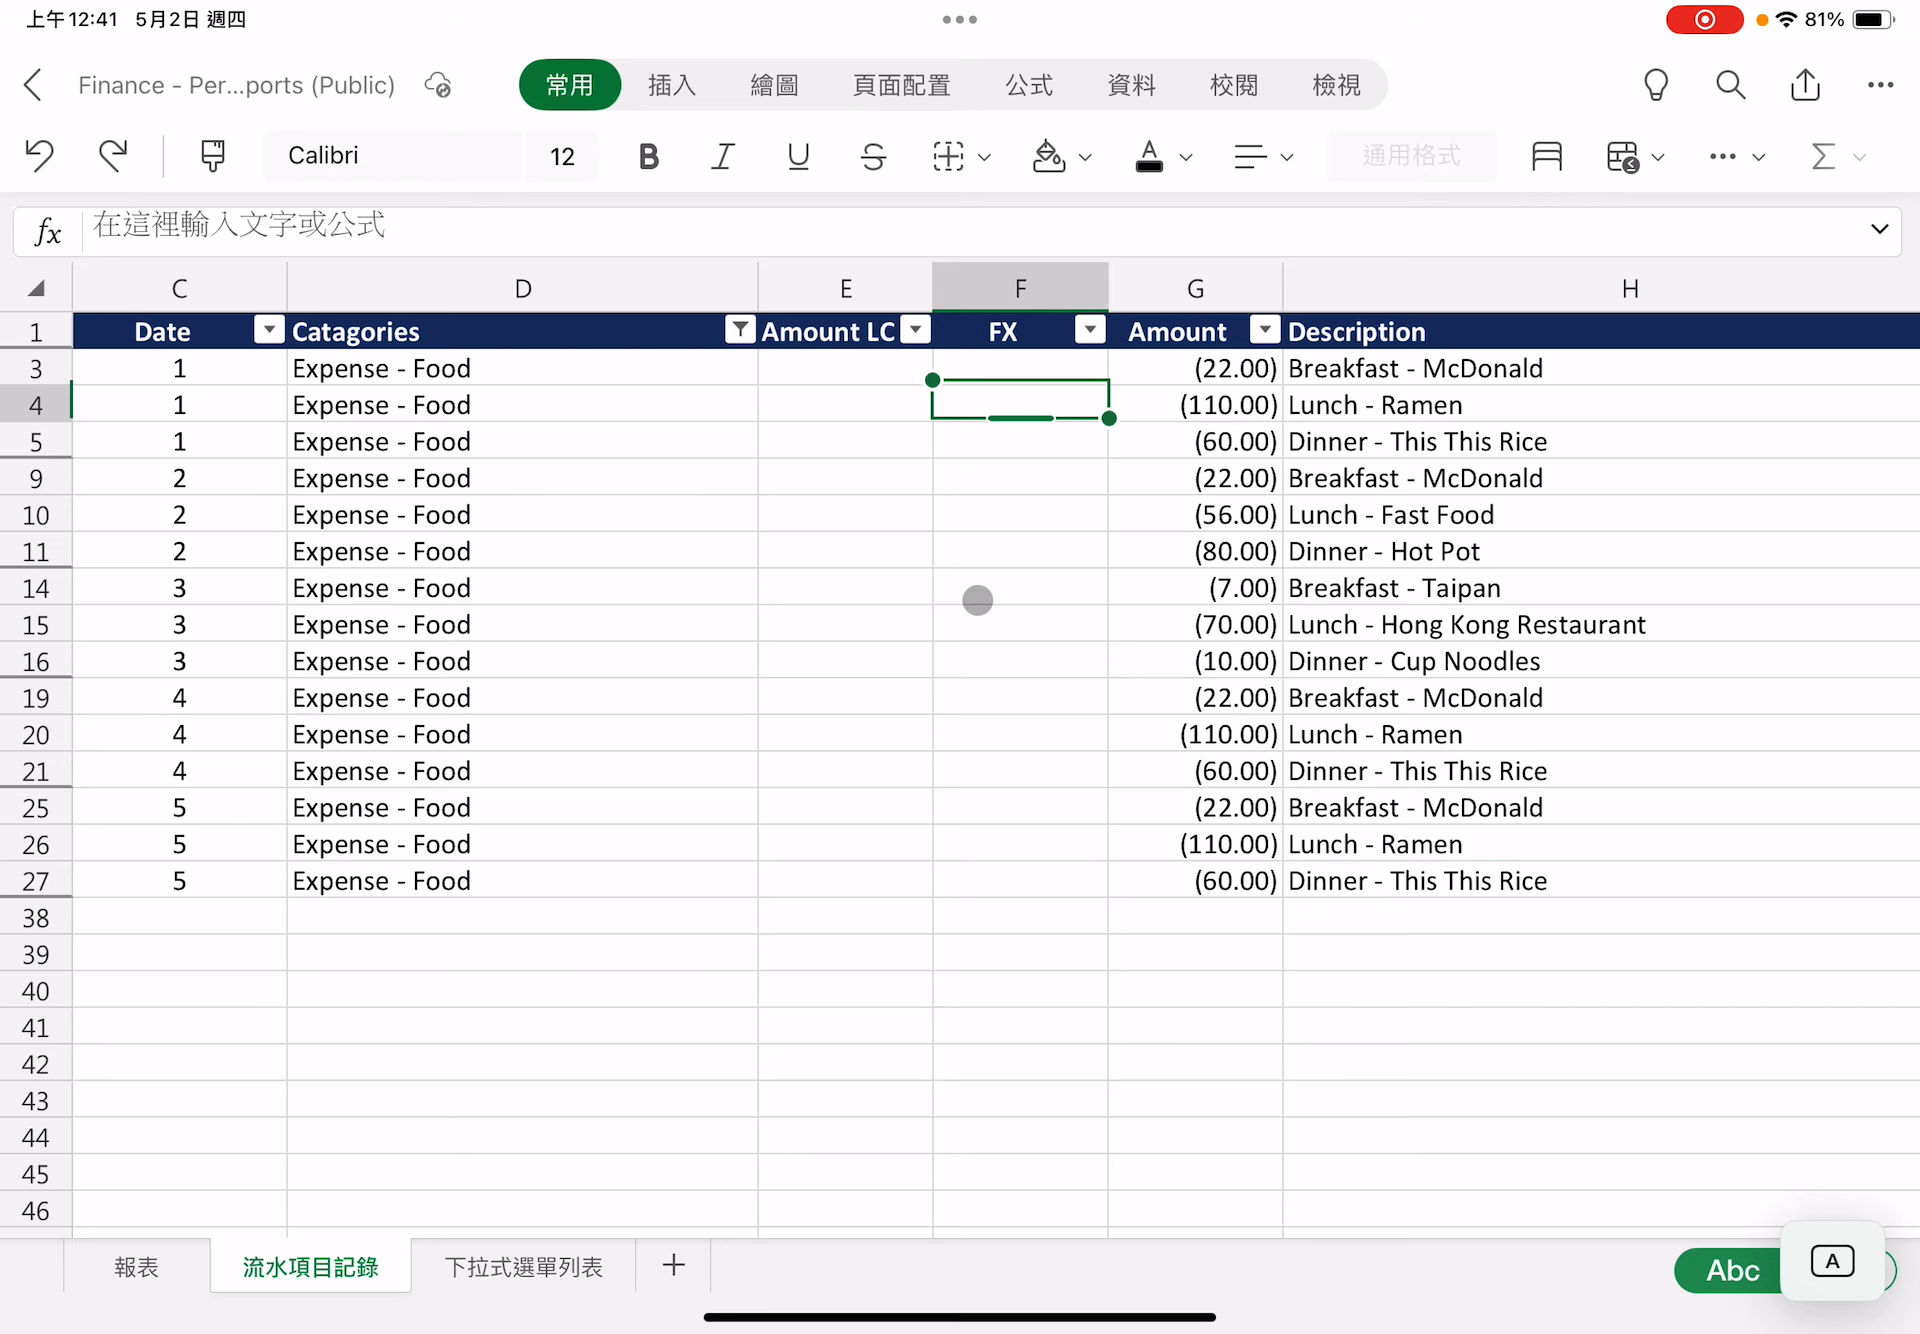 上午12:41 5月2日 週四 81%
Finance - Per...ports (Public) 常用 插入 繪圖 頁面配置 公式 資料 校閱 檢視
Calibri 12 B I U S A 通用格式 Σ
fx 在這裡輸入文字或公式
C D E F G H
1 Date Catagories Amount LC FX Amount Description
3 1 Expense - Food (22.00) Breakfast - McDonald
4 1 Expense - Food (110.00) Lunch - Ramen
5 1 Expense - Food (60.00) Dinner - This This Rice
9 2 Expense - Food (22.00) Breakfast - McDonald
10 2 Expense - Food (56.00) Lunch - Fast Food
11 2 Expense - Food (80.00) Dinner - Hot Pot
14 3 Expense - Food (7.00) Breakfast - Taipan
15 3 Expense - Food (70.00) Lunch - Hong Kong Restaurant
16 3 Expense - Food (10.00) Dinner - Cup Noodles
19 4 Expense - Food (22.00) Breakfast - McDonald
20 4 Expense - Food (110.00) Lunch - Ramen
21 4 Expense - Food (60.00) Dinner - This This Rice
25 5 Expense - Food (22.00) Breakfast - McDonald
26 5 Expense - Food (110.00) Lunch - Ramen
27 5 Expense - Food (60.00) Dinner - This This Rice
38
39
40
41
42
43
44
45
46
報表 流水項目記錄 下拉式選單列表 + Abc A